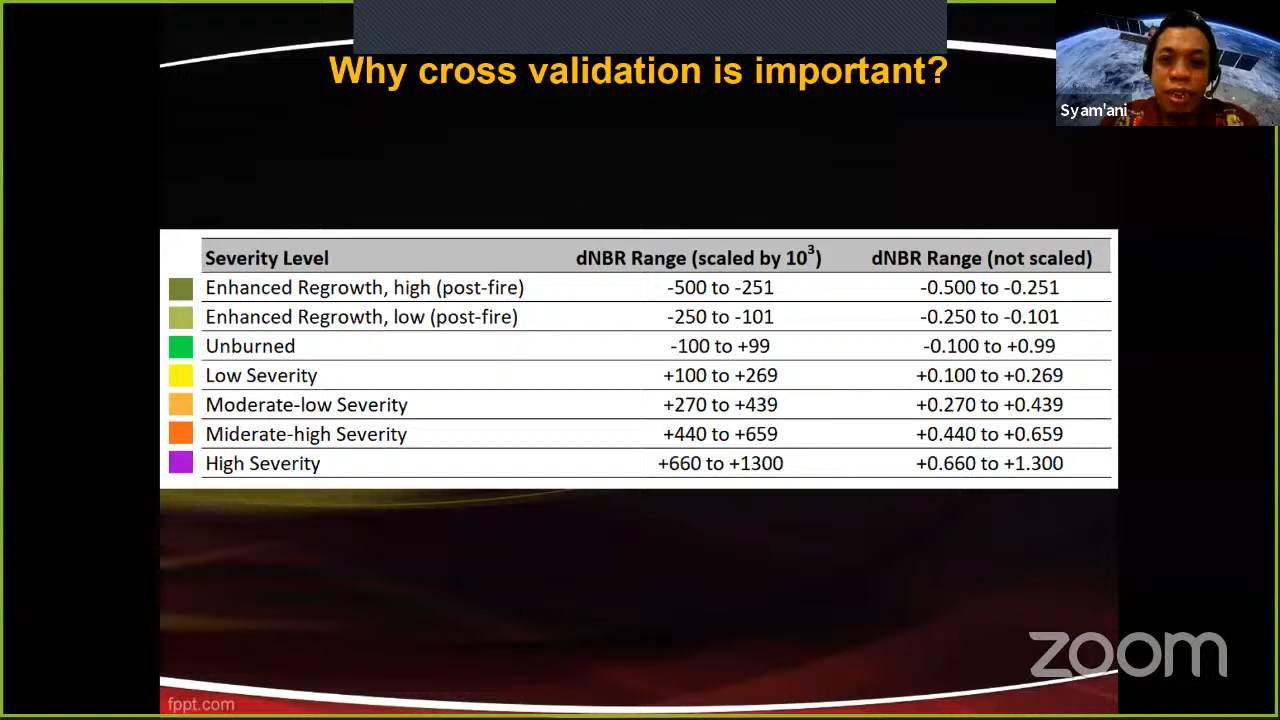 Why cross validation is important?
Syam'ani
Severity Level dNBR Range (scaled by 10³) dNBR Range (not scaled)
Enhanced Regrowth, high (post-fire) -500 to -251 -0.500 to -0.251
Enhanced Regrowth, low (post-fire) -250 to -101 -0.250 to -0.101
Unburned -100 to +99 -0.100 to +0.99
Low Severity +100 to +269 +0.100 to +0.269
Moderate-low Severity +270 to +439 +0.270 to +0.439
Miderate-high Severity +440 to +659 +0.440 to +0.659
High Severity +660 to +1300 +0.660 to +1.300
zoom
fppt.com